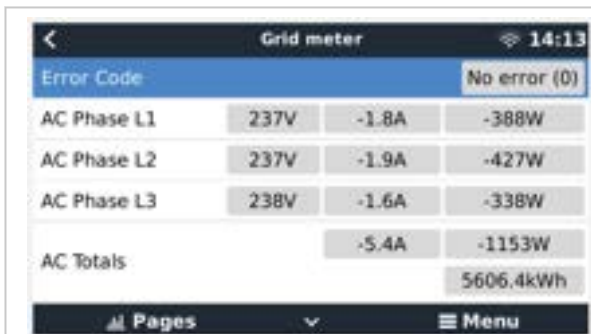 Grid meter 14:13
Error Code No error (0)
AC Phase L1 237V -1.8A -388W
AC Phase L2 237V -1.9A -427W
AC Phase L3 238V -1.6A -338W
AC Totals -5.4A -1153W
5606.4kWh
Pages Menu